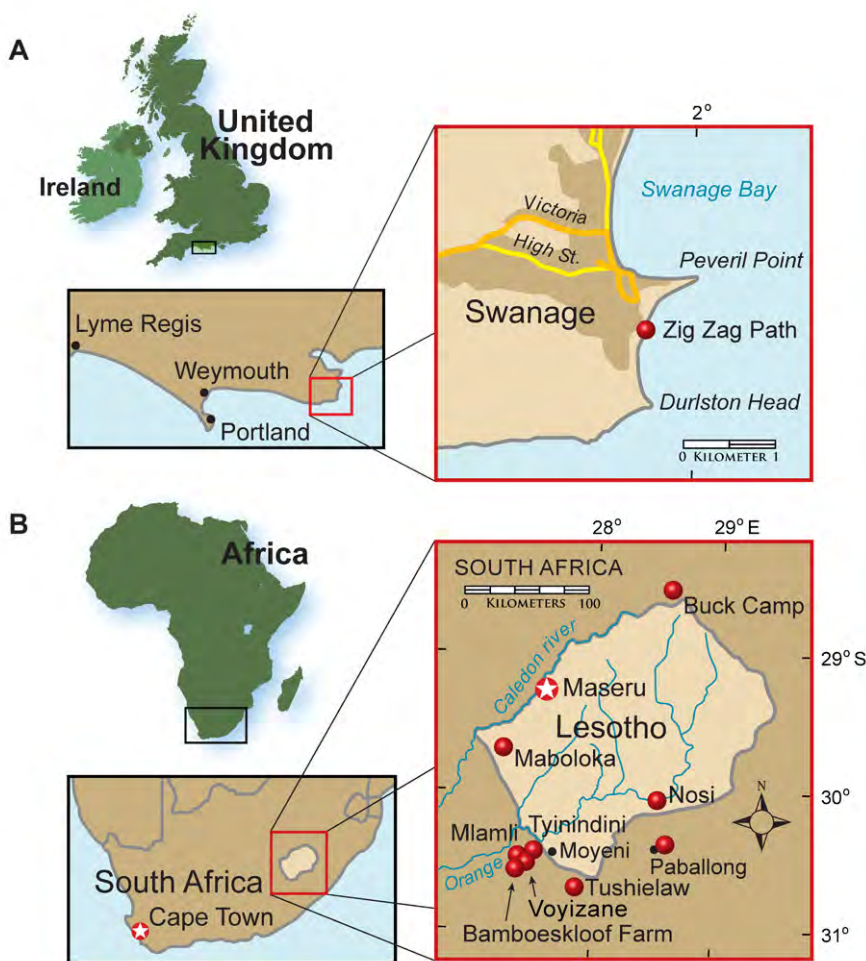 A
United
Kingdom
Ireland
Lyme Regis
Weymouth
Portland
2°
Swanage Bay
Victoria
High St.
Peveril Point
Swanage
Zig Zag Path
Durlston Head
0 KILOMETER 1
B
Africa
South Africa
Cape Town
28° 29° E
SOUTH AFRICA
0 KILOMETERS 100
Buck Camp
Caledon river
29° S
Maseru
Lesotho
Maboloka
Nosi
30°
N
Mlamli
Tyinindini
Moyeni
Paballong
Orange
Tushielaw
Voyizane
Bamboeskloof Farm
31°